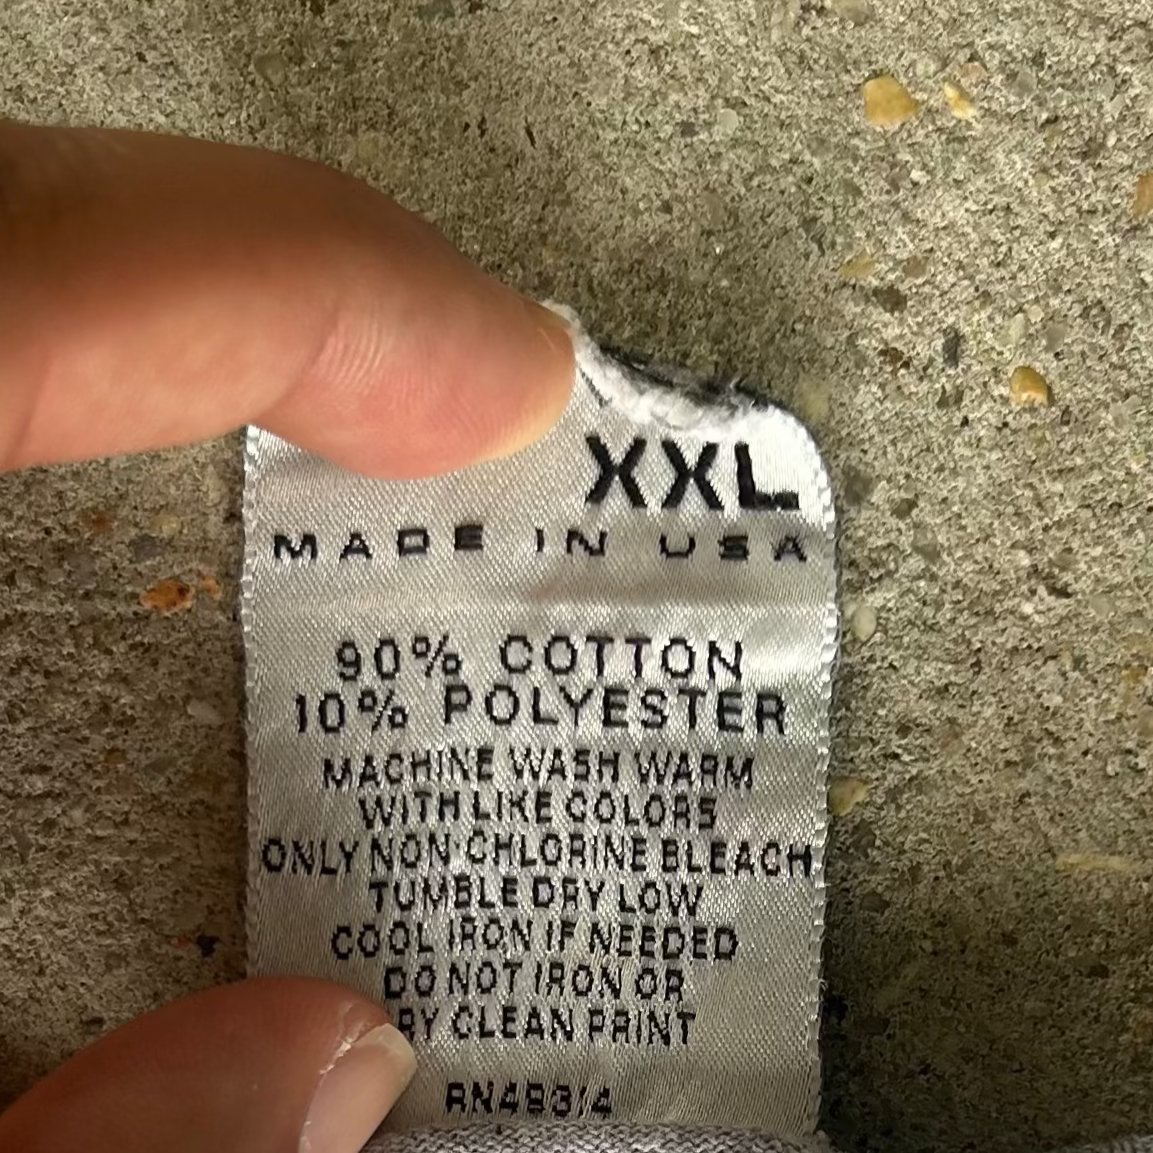 XXL
MADE IN USA
90% COTTON
10% POLYESTER
MACHINE WASH WARM
WITH LIKE COLORS
ONLY NON CHLORINE BLEACH
TUMBLE DRY LOW
COOL IRON IF NEEDED
DO NOT IRON OR
RY CLEAN PRINT